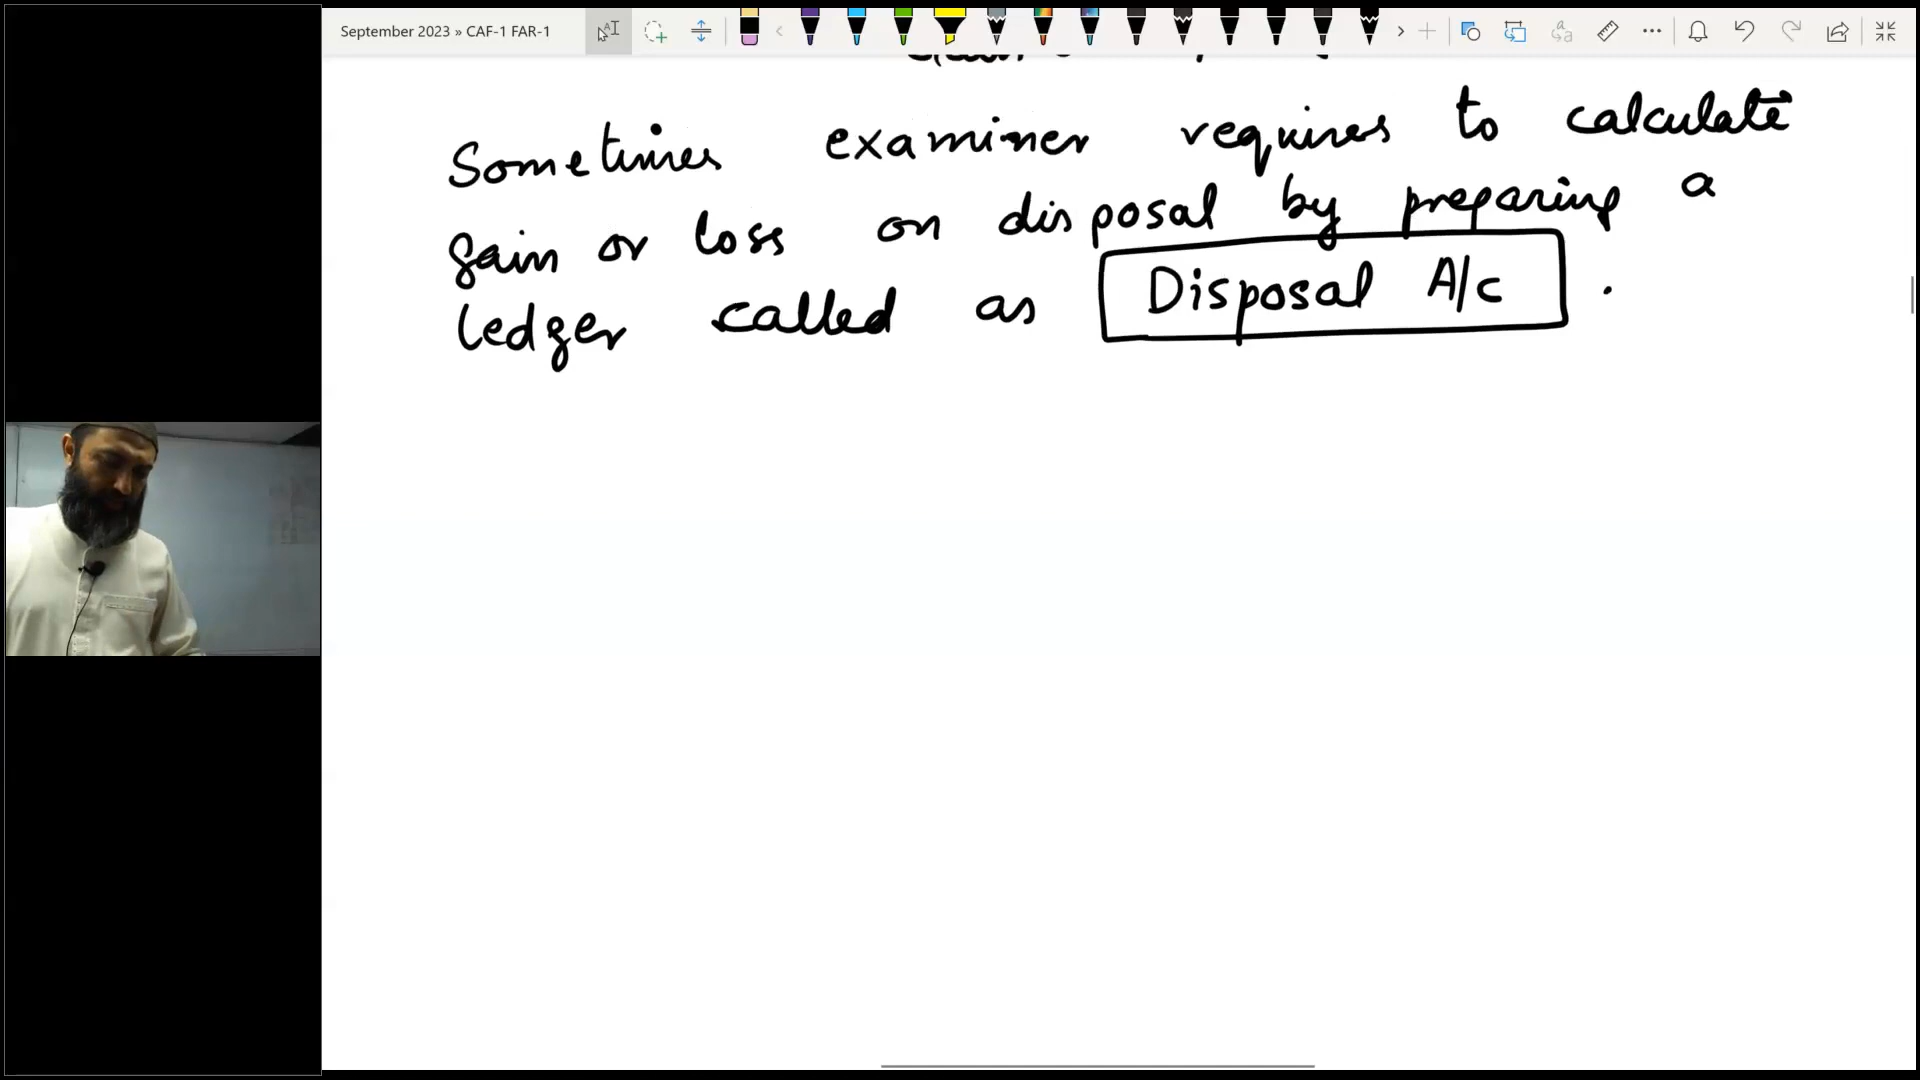 September 2023 » CAF-1 FAR-1
Sometimes examiner requires to calculate
gain or loss on disposal by preparing a
ledger called as Disposal A/c .